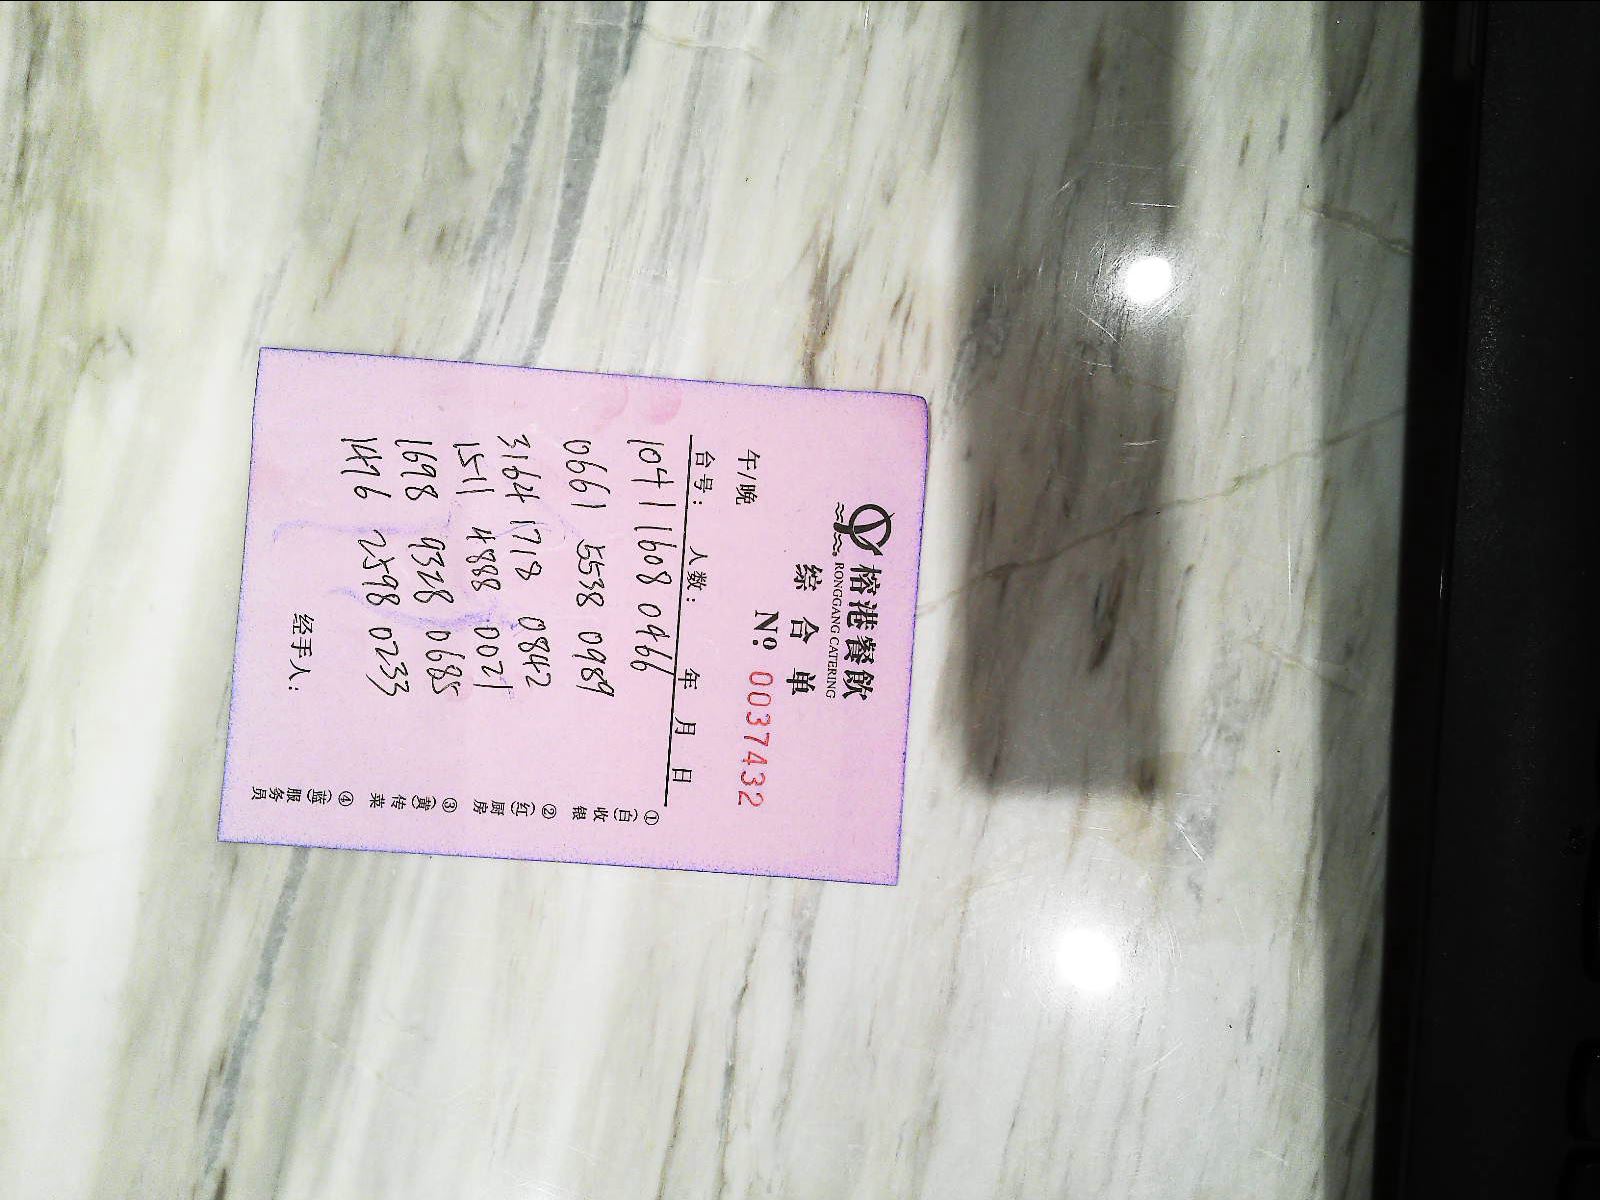 榕港餐飲
RONGGANG CATERING
综合单
午/晚 Nº: 0037432
台号: 人数: 年 月 日
1041 1608 0466
0661 5538 0989
3164 1718 0842
1511 4888 0021
1698 9328 0685
1476 2598 0233
经手人:
①(白)收银 ②(红)厨房 ③(黄)传菜 ④(蓝)服务员